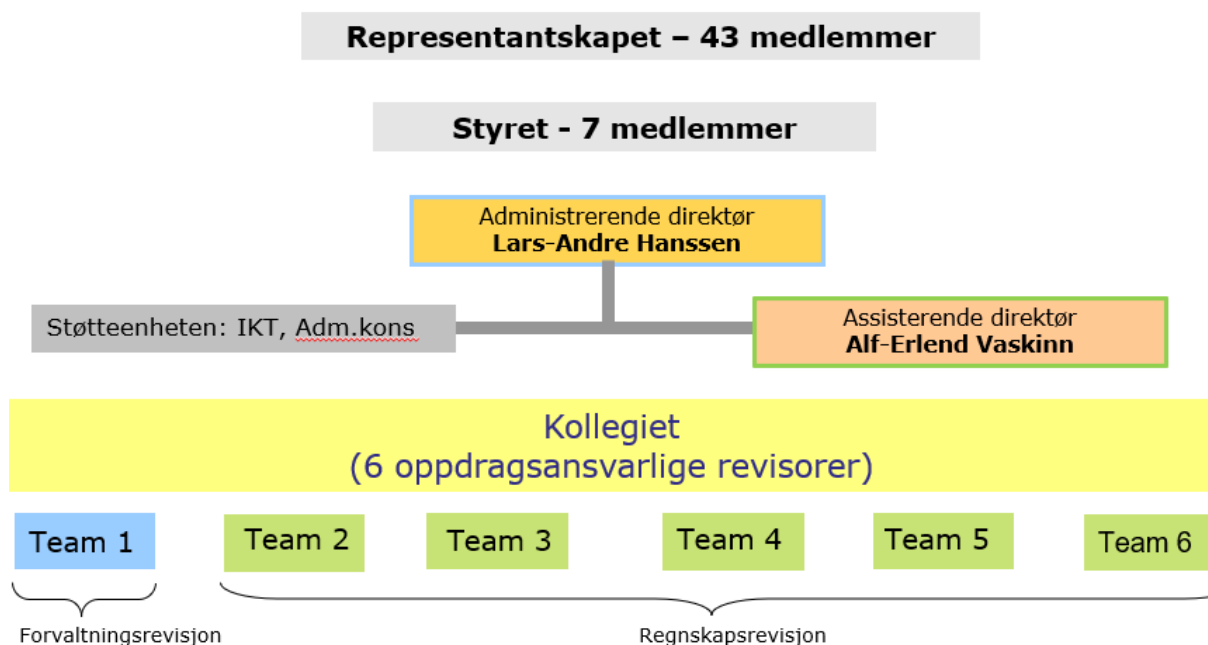 Representantskapet – 43 medlemmer
Styret - 7 medlemmer
Administrerende direktør
Lars-Andre Hanssen
Støtteenheten: IKT, Adm.kons
Assisterende direktør
Alf-Erlend Vaskinn
Kollegiet
(6 oppdragsansvarlige revisorer)
Team 1
Team 2
Team 3
Team 4
Team 5
Team 6
Forvaltningsrevisjon
Regnskapsrevisjon